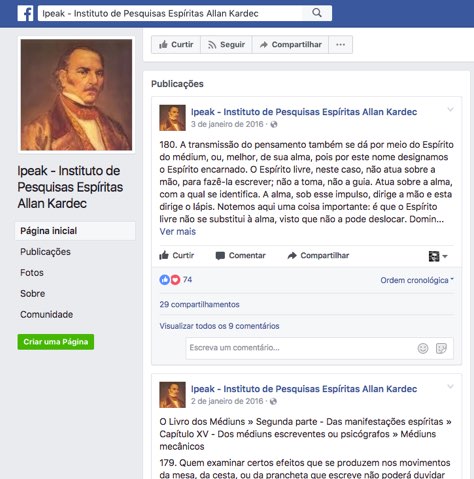 Ipeak - Instituto de Pesquisas Espíritas Allan Kardec
Curtir
Seguir
Compartilhar
Ipeak - Instituto de
Pesquisas Espíritas
Allan Kardec
Página inicial
Publicações
Fotos
Sobre
Comunidade
Criar uma Página
Publicações
Ipeak - Instituto de Pesquisas Espíritas Allan Kardec
3 de janeiro de 2016 ·
180. A transmissão do pensamento também se dá por meio do Espírito
do médium, ou, melhor, de sua alma, pois por este nome designamos
o Espírito encarnado. O Espírito livre, neste caso, não atua sobre a
mão, para fazê-la escrever; não a toma, não a guia. Atua sobre a alma,
com a qual se identifica. A alma, sob esse impulso, dirige a mão e esta
dirige o lápis. Notemos aqui uma coisa importante: é que o Espírito
livre não se substitui à alma, visto que não a pode deslocar. Domin...
Ver mais
Curtir
Comentar
Compartilhar
74
Ordem cronológica
29 compartilhamentos
Visualizar todos os 9 comentários
Escreva um comentário...
Ipeak - Instituto de Pesquisas Espíritas Allan Kardec
2 de janeiro de 2016 ·
O Livro dos Médiuns » Segunda parte - Das manifestações espíritas »
Capítulo XV - Dos médiuns escreventes ou psicógrafos » Médiuns
mecânicos
179. Quem examinar certos efeitos que se produzem nos movimentos
da mesa, da cesta, ou da prancheta que escreve não poderá duvidar